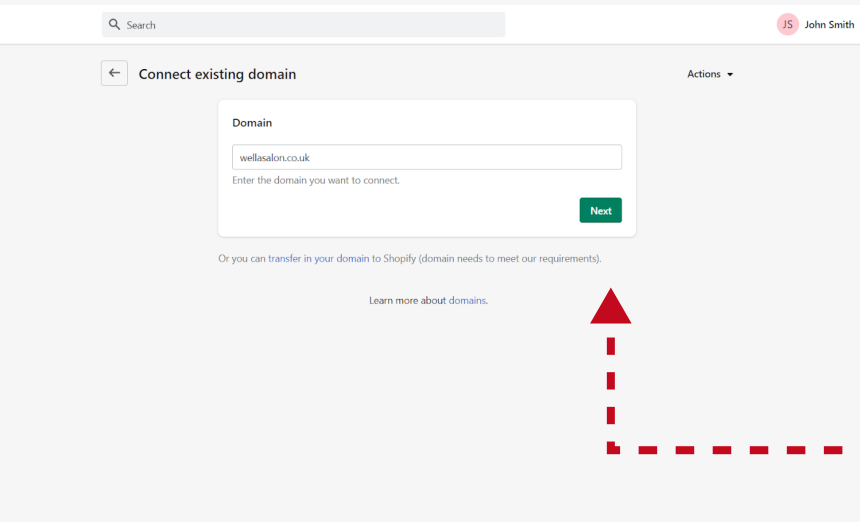 Search
JS John Smith
Connect existing domain
Actions
Domain
wellasalon.co.uk
Enter the domain you want to connect.
Next
Or you can transfer in your domain to Shopify (domain needs to meet our requirements).
Learn more about domains.